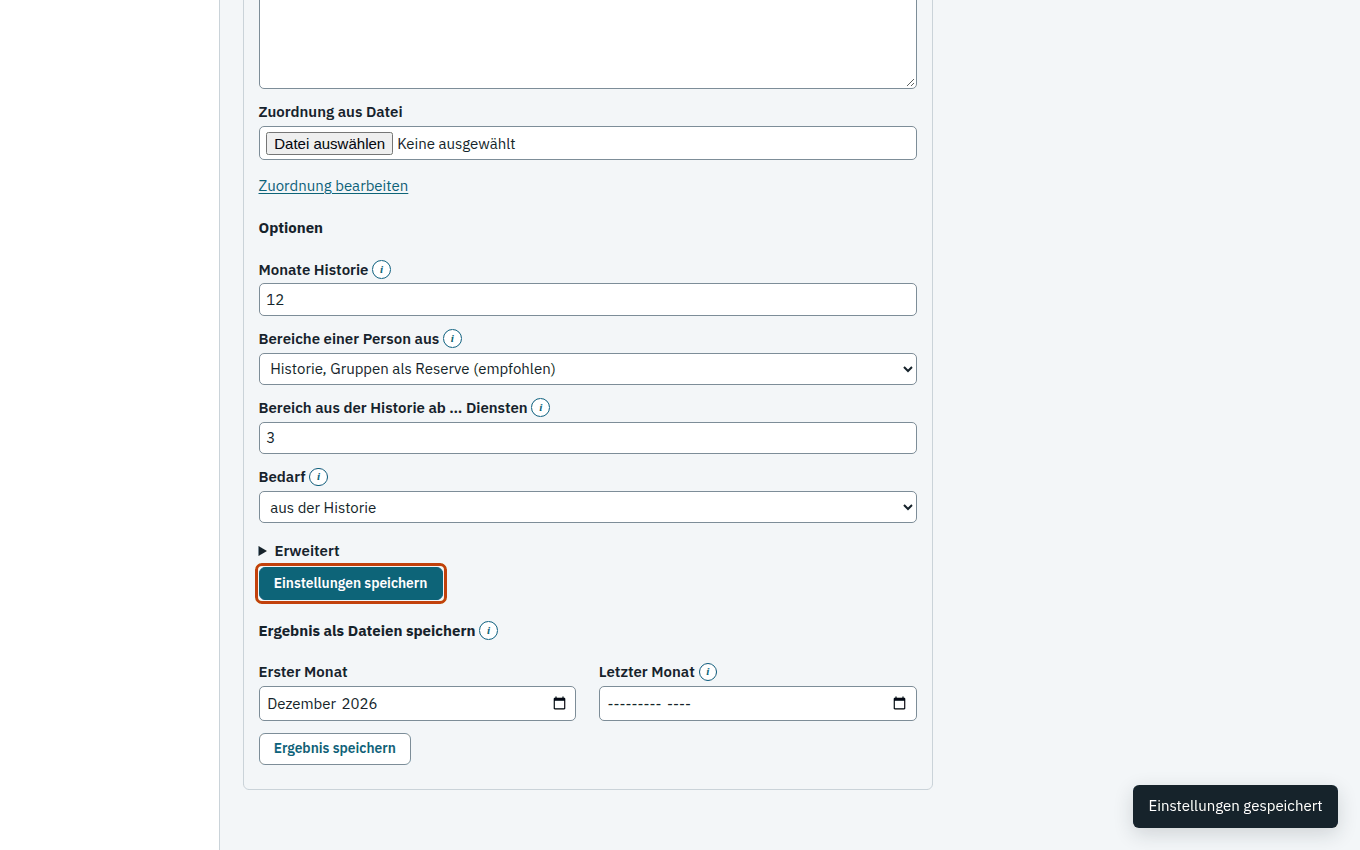 Zuordnung aus Datei
Datei auswählen Keine ausgewählt
Zuordnung bearbeiten
Optionen
Monate Historie i
12
Bereiche einer Person aus i
Historie, Gruppen als Reserve (empfohlen)
Bereich aus der Historie ab ... Diensten i
3
Bedarf i
aus der Historie
Erweitert
Einstellungen speichern
Ergebnis als Dateien speichern i
Erster Monat
Letzter Monat i
Dezember 2026
--------- ----
Ergebnis speichern
Einstellungen gespeichert